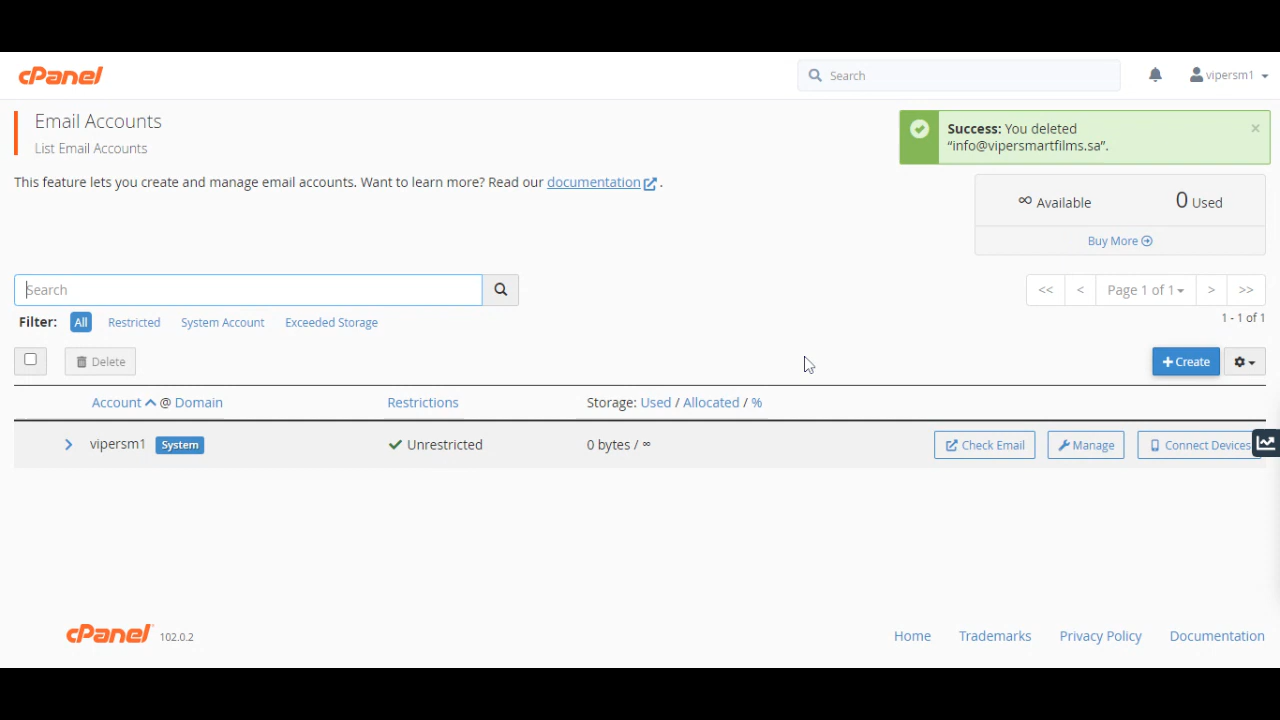 cPanel
Search
vipersm1
Email Accounts
List Email Accounts
Success: You deleted
“info@vipersmartfilms.sa”.
×
This feature lets you create and manage email accounts. Want to learn more? Read our documentation .
∞ Available
0 Used
Buy More
Search
<< < Page 1 of 1 > >>
1 - 1 of 1
Filter: All Restricted System Account Exceeded Storage
Delete
+ Create
Account @ Domain Restrictions Storage: Used / Allocated / %
vipersm1 System Unrestricted 0 bytes / ∞ Check Email Manage Connect Devices
cPanel 102.0.2 Home Trademarks Privacy Policy Documentation